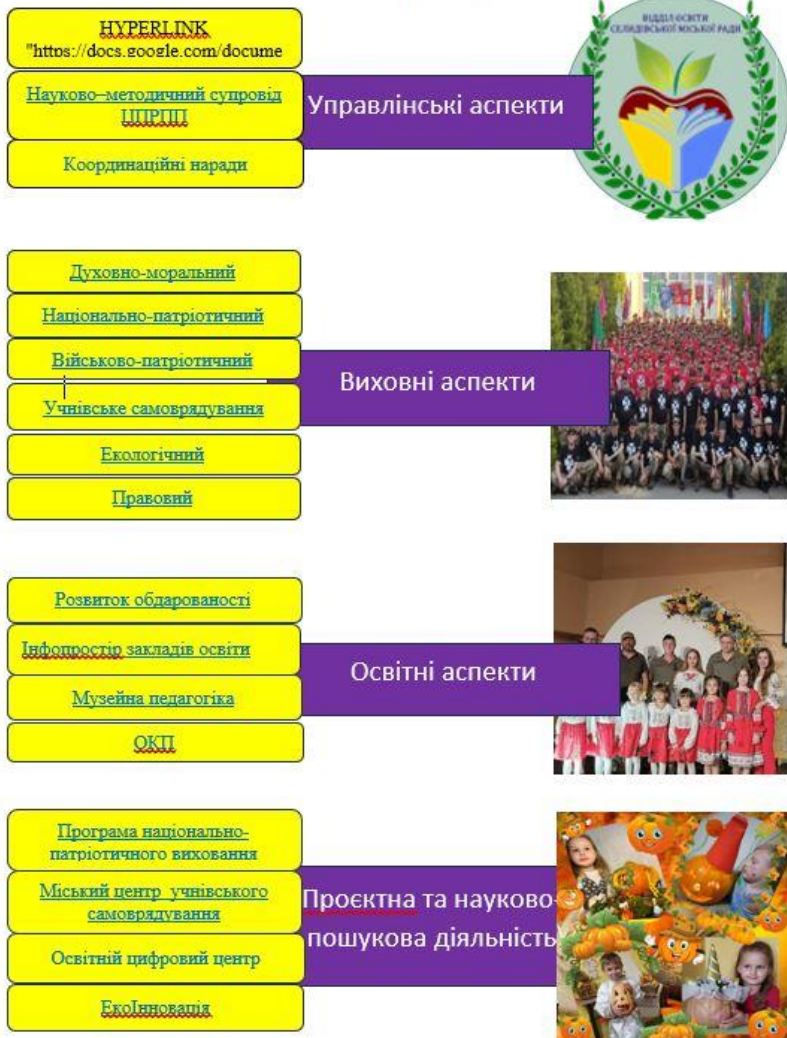 HYPERLINK
"https://docs.google.com/docume
Науково–методичний супровід
ЦПРПП
Координаційні наради
Управлінські аспекти
ВІДДІЛ ОСВІТИ
СЕЛИДІВСЬКОЇ МІСЬКОЇ РАДИ
Духовно-моральний
Національно-патріотичний
Військово-патріотичний
Учнівське самоврядування
Екологічний
Правовий
Виховні аспекти
Розвиток обдарованості
Інфопростір закладів освіти
Музейна педагогіка
ОКП
Освітні аспекти
Програма національно-
патріотичного виховання
Міський центр учнівського
самоврядування
Освітній цифровий центр
ЕкоІнновація
Проєктна та науково-
пошукова діяльність